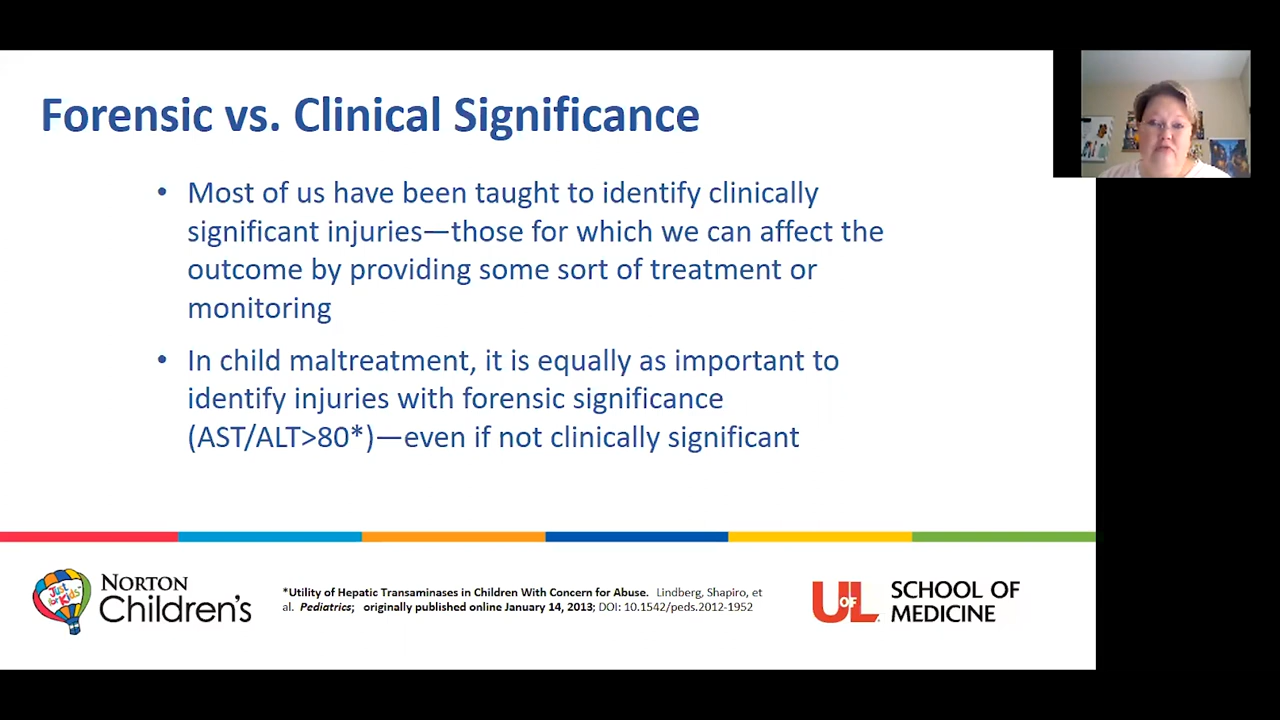 Forensic vs. Clinical Significance
• Most of us have been taught to identify clinically
significant injuries—those for which we can affect the
outcome by providing some sort of treatment or
monitoring
• In child maltreatment, it is equally as important to
identify injuries with forensic significance
(AST/ALT>80*)—even if not clinically significant
Just for Kids
NORTON
Children's
*Utility of Hepatic Transaminases in Children With Concern for Abuse. Lindberg, Shapiro, et
al. Pediatrics; originally published online January 14, 2013; DOI: 10.1542/peds.2012-1952
UOFL
SCHOOL OF
MEDICINE